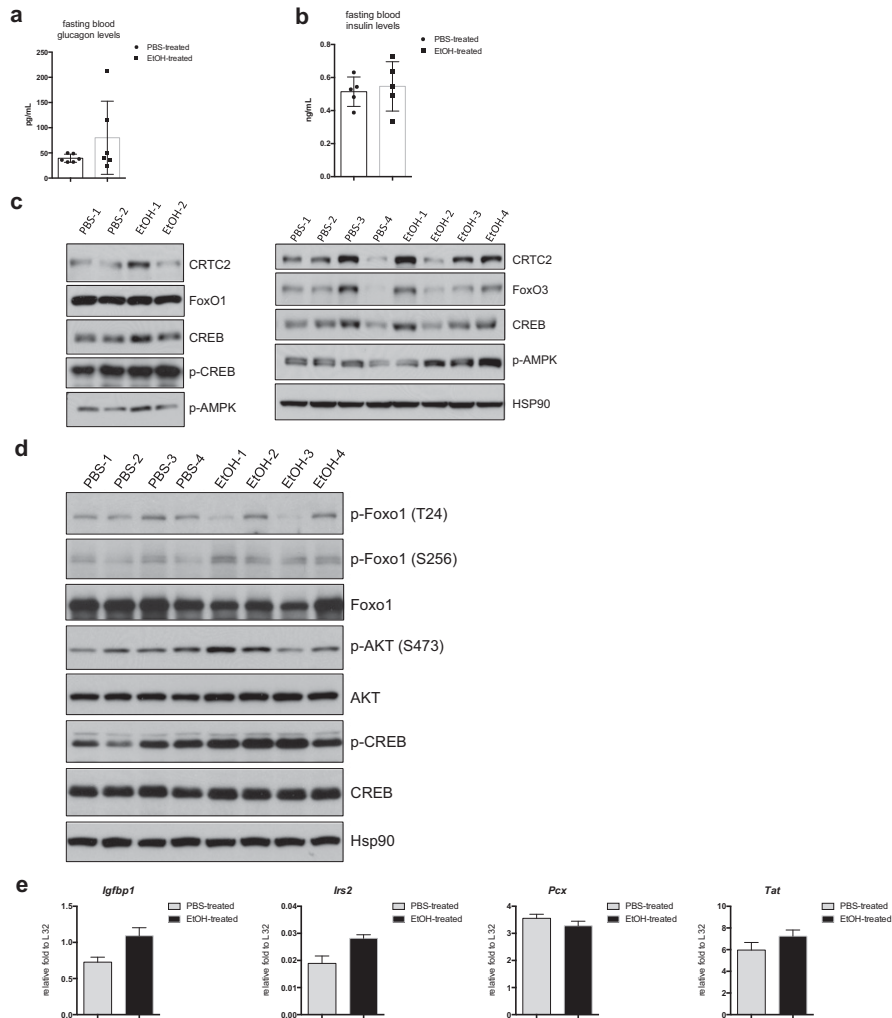 a
fasting blood
glucagon levels
PBS-treated
EtOH-treated
250
200
150
100
50
0
pg/mL
b
fasting blood
insulin levels
PBS-treated
EtOH-treated
0.8
0.6
0.4
0.2
0.0
ng/mL
c
PBS-1 PBS-2 EtOH-1 EtOH-2
CRTC2
FoxO1
CREB
p-CREB
p-AMPK
PBS-1 PBS-2 PBS-3 PBS-4 EtOH-1 EtOH-2 EtOH-3 EtOH-4
CRTC2
FoxO3
CREB
p-AMPK
HSP90
d
PBS-1 PBS-2 PBS-3 PBS-4 EtOH-1 EtOH-2 EtOH-3 EtOH-4
p-Foxo1 (T24)
p-Foxo1 (S256)
Foxo1
p-AKT (S473)
AKT
p-CREB
CREB
Hsp90
e
Igfbp1
PBS-treated
EtOH-treated
1.5
1.0
0.5
0.0
relative fold to L32
Irs2
PBS-treated
EtOH-treated
0.04
0.03
0.02
0.01
0.00
relative fold to L32
Pcx
PBS-treated
EtOH-treated
4
3
2
1
0
relative fold to L32
Tat
PBS-treated
EtOH-treated
10
8
6
4
2
0
relative fold to L32